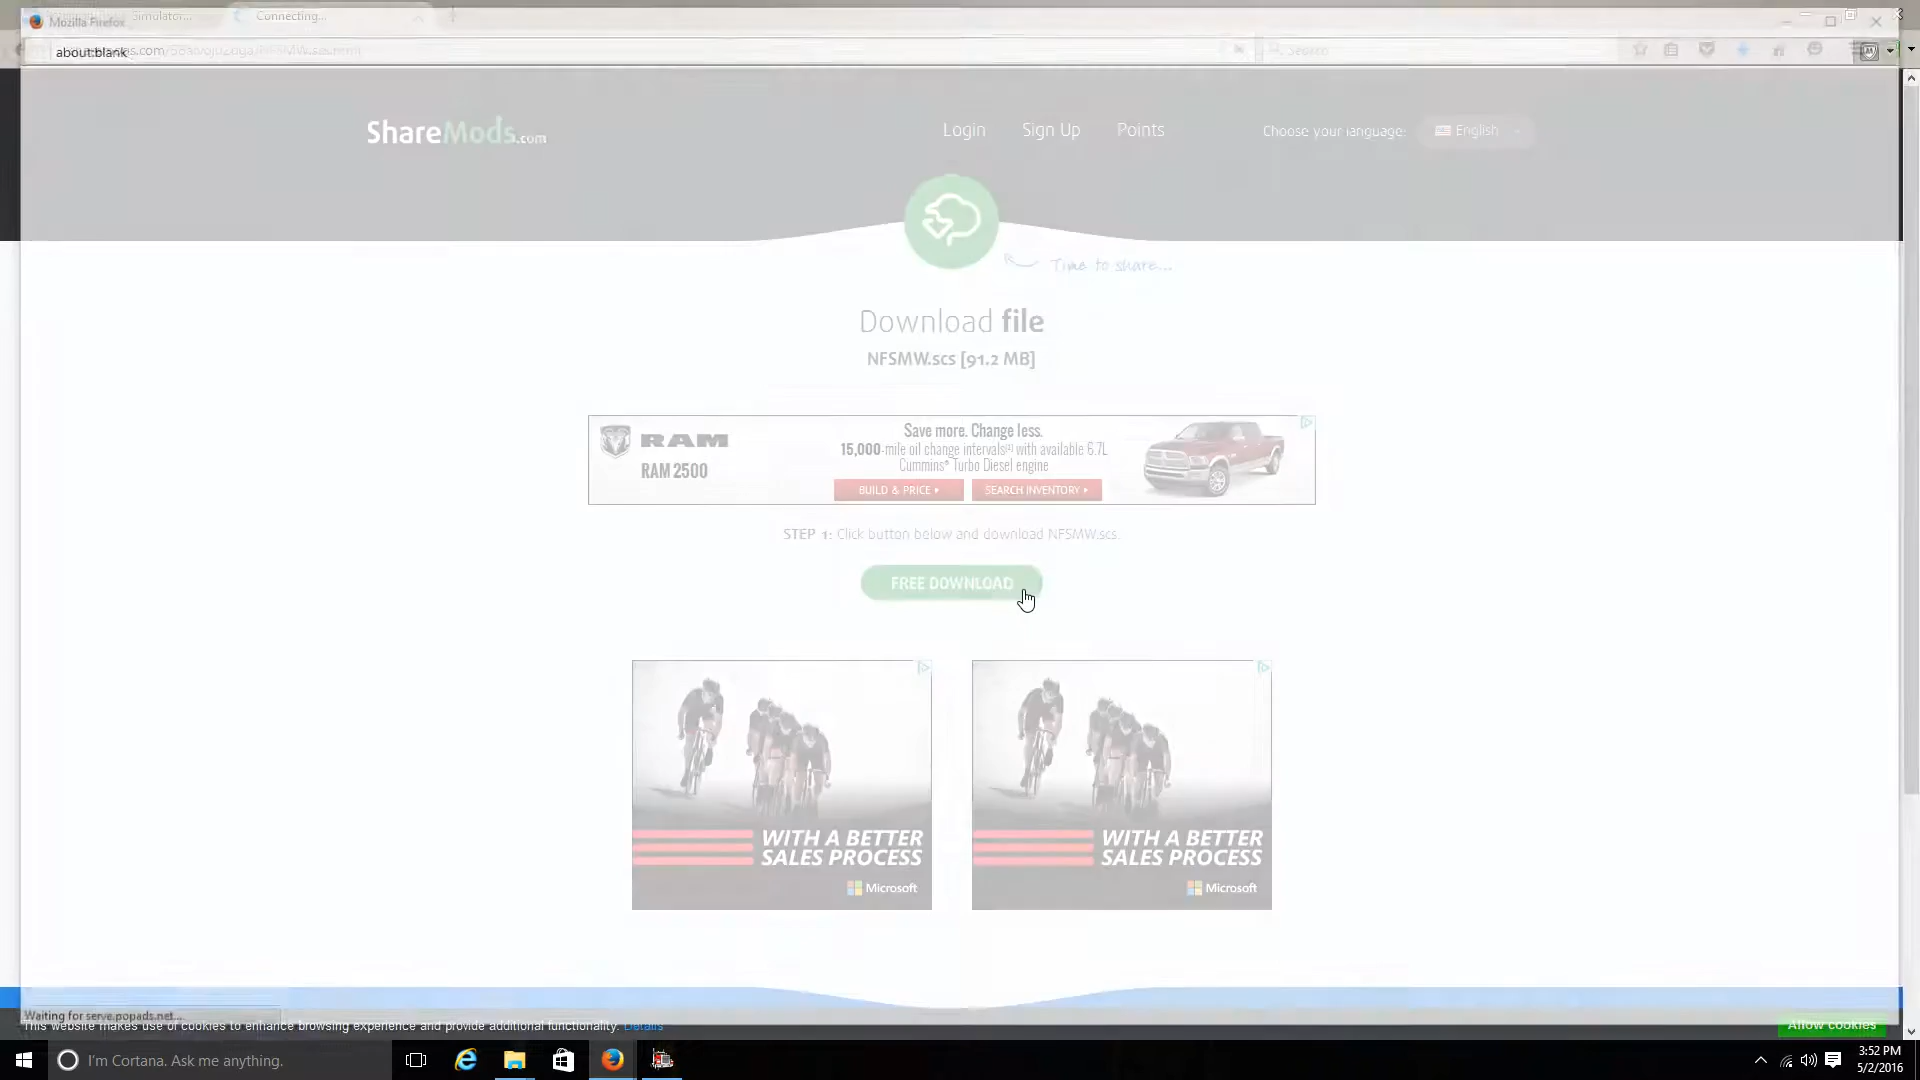 Mozilla Firefox
Simulator...
Connecting...
about:blank
Search
ShareMods.com
Login
Sign Up
Points
Choose your language:
English
Time to share...
Download file
NFSMW.scs [91.2 MB]
RAM
RAM 2500
Save more. Change less.
15,000-mile oil change intervals[2] with available 6.7L
Cummins® Turbo Diesel engine
BUILD & PRICE
SEARCH INVENTORY
STEP 1: Click button below and download NFSMW.scs.
FREE DOWNLOAD
WITH A BETTER
SALES PROCESS
Microsoft
WITH A BETTER
SALES PROCESS
Microsoft
Waiting for serve.popads.net...
This website makes use of cookies to enhance browsing experience and provide additional functionality. Details
Allow cookies
I'm Cortana. Ask me anything.
3:52 PM
5/2/2016